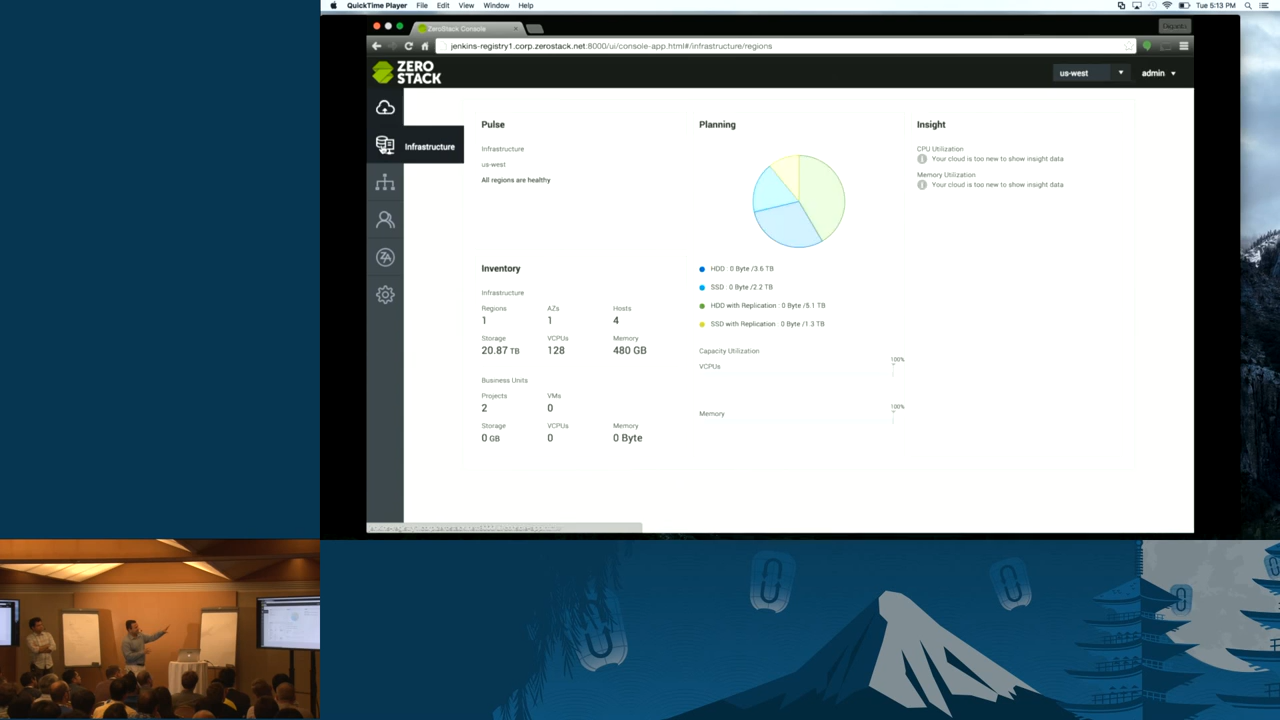 QuickTime Player File Edit View Window Help
Tue 5:13 PM
ZeroStack Console
jenkins-registry1.corp.zerostack.net:8000/ui/console-app.html#/infrastructure/regions
ZERO
STACK
us-west
admin
Infrastructure
Pulse
Infrastructure
us-west
All regions are healthy
Planning
Insight
CPU Utilization
Your cloud is too new to show insight data
Memory Utilization
Your cloud is too new to show insight data
Inventory
Infrastructure
Regions AZs Hosts
1 1 4
Storage VCPUs Memory
20.87 TB 128 480 GB
Business Units
Projects VMs
2 0
Storage VCPUs Memory
0 GB 0 0 Byte
HDD : 0 Byte /3.6 TB
SSD : 0 Byte /2.2 TB
HDD with Replication : 0 Byte /5.1 TB
SSD with Replication : 0 Byte /1.3 TB
Capacity Utilization
VCPUs
100%
Memory
100%